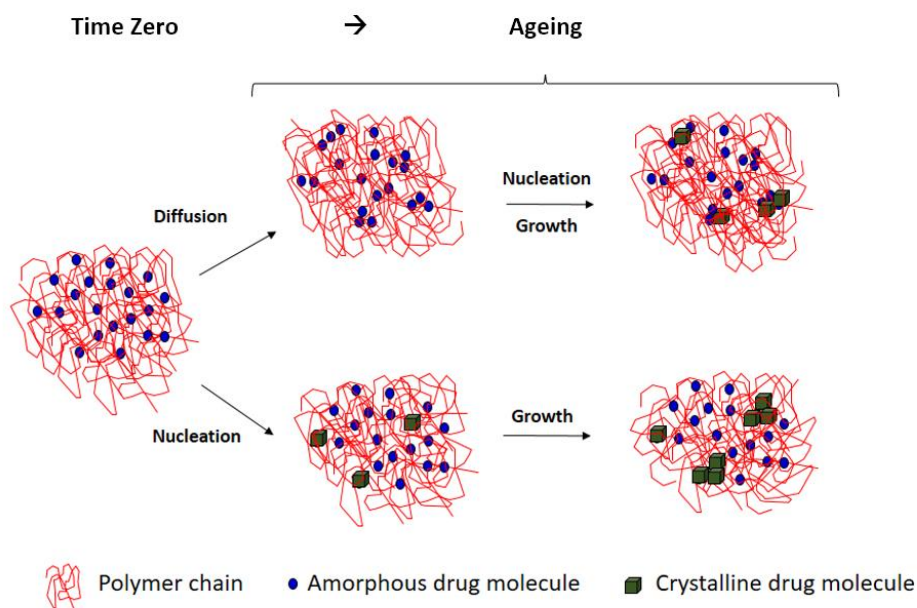 Time Zero → Ageing
Diffusion
Nucleation
Growth
Nucleation
Growth
Polymer chain
Amorphous drug molecule
Crystalline drug molecule